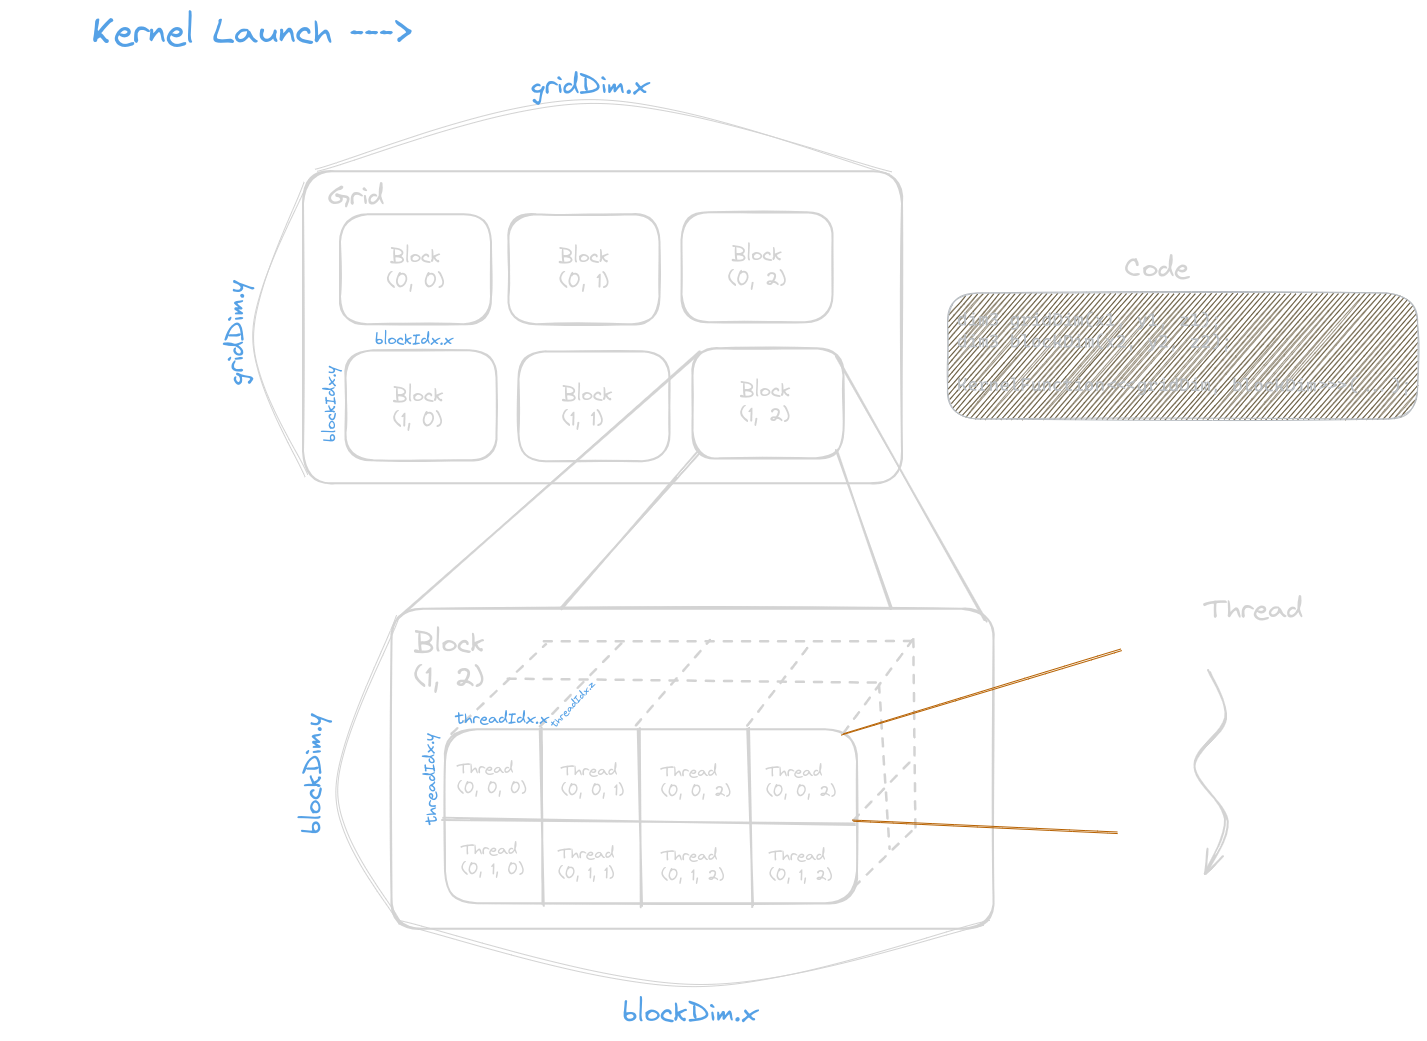 Kernel Launch --->
gridDim.x
Grid
Block
(0, 0)
Block
(0, 1)
Block
(0, 2)
gridDim.y
blockIdx.x
blockIdx.y
Block
(1, 0)
Block
(1, 1)
Block
(1, 2)
Code
Block
(1, 2)
threadIdx.x
threadIdx.z
threadIdx.y
blockDim.y
Thread
(0, 0, 0)
Thread
(0, 0, 1)
Thread
(0, 0, 2)
Thread
(0, 0, 2)
Thread
(0, 1, 0)
Thread
(0, 1, 1)
Thread
(0, 1, 2)
Thread
(0, 1, 2)
blockDim.x
Thread